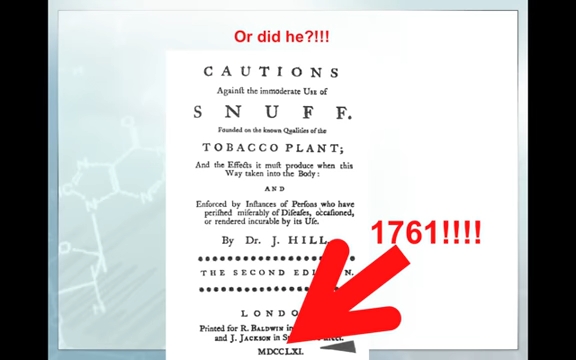 Or did he?!!!
CAUTIONS
Againſt the immoderate Uſe of
SNUFF.
Founded on the known Qualities of the
TOBACCO PLANT;
And the Effects it muſt produce when this
Way taken into the Body:
AND
Enforced by Inſtances of Perſons who have
periſhed miſerably of Diſeaſes, occaſioned,
or rendered incurable by its Uſe.
By Dr. J. HILL.
1761!!!!
THE SECOND
LONDO
Printed for R. BALDWIN in
and J. JACKSON in
MDCCLXI.